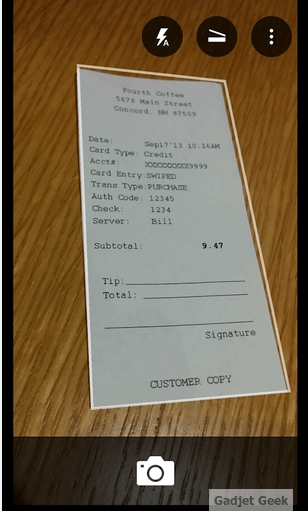 Fourth Coffee
5678 Main Street
Concord, NH 87509
Date: Sep17'13 10:16AM
Card Type: Credit
Acct#: XXXXXXXXX9999
Card Entry:SWIPED
Trans Type:PURCHASE
Auth Code: 12345
Check: 1234
Server: Bill
Subtotal: 9.47
Tip:
Total:
Signature
CUSTOMER COPY
Gadjet Geek